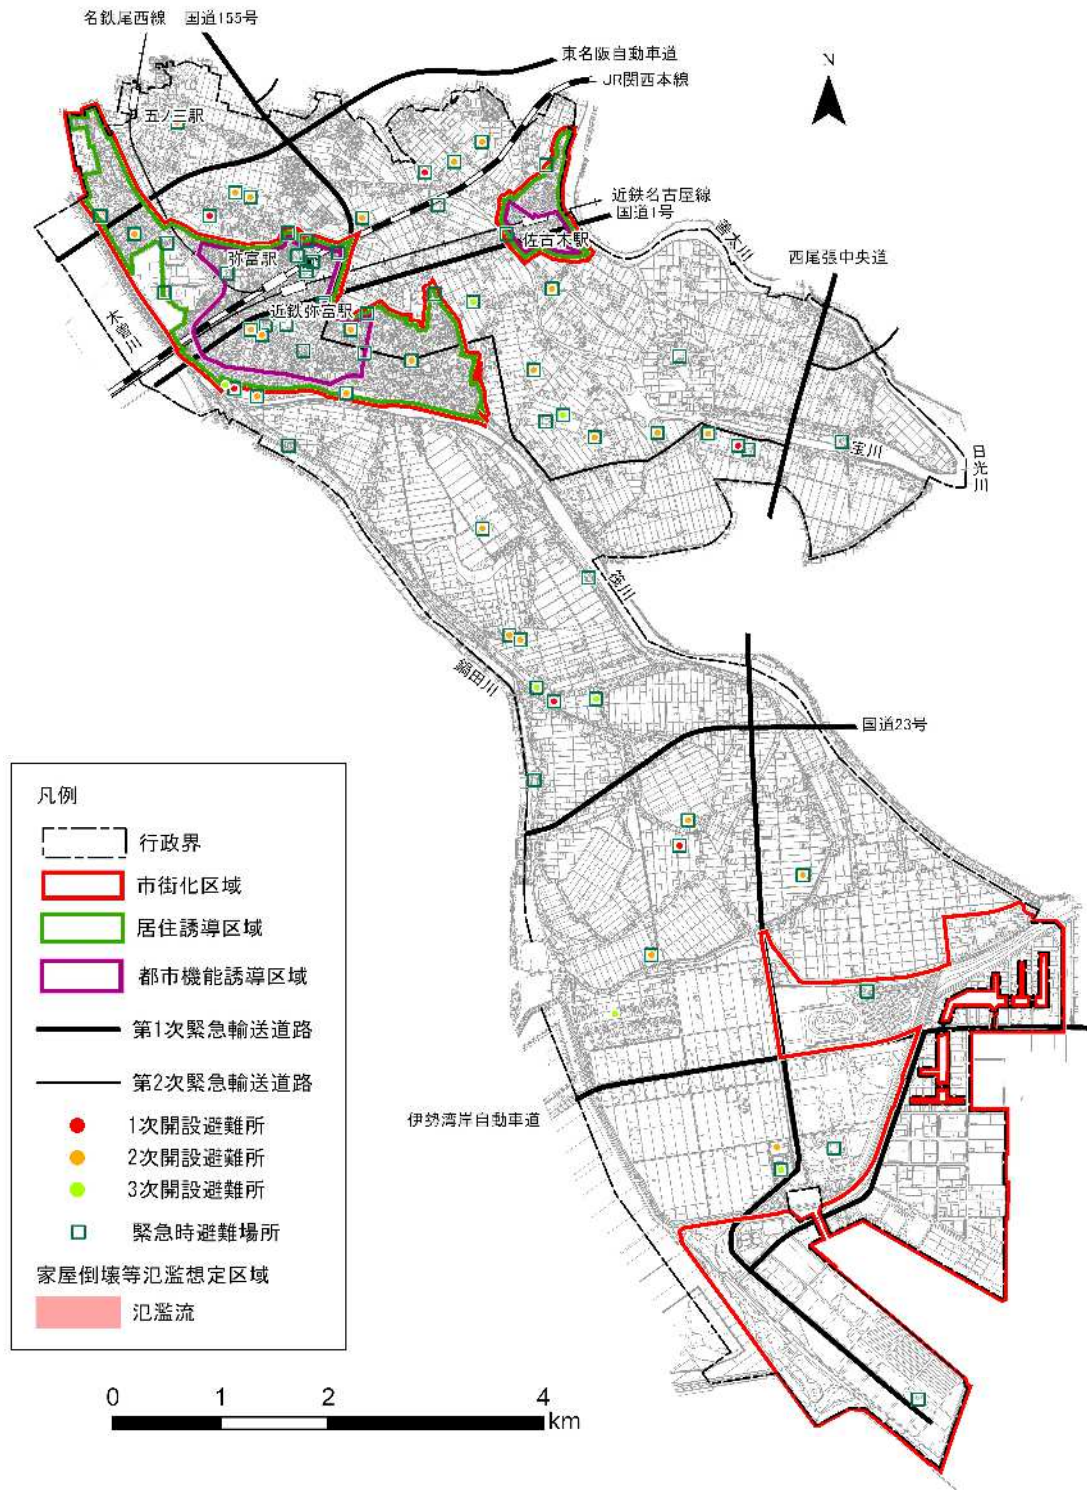 名鉄尾西線 国道155号
東名阪自動車道
N
JR関西本線
五ノ三駅
近鉄名古屋線
国道1号
善太川
佐古木駅
弥富駅
西尾張中央道
近鉄弥富駅
木曽川
宝川
日光川
筏川
鍋田川
国道23号
凡例
行政界
市街化区域
居住誘導区域
都市機能誘導区域
第1次緊急輸送道路
第2次緊急輸送道路
伊勢湾岸自動車道
1次開設避難所
2次開設避難所
3次開設避難所
緊急時避難場所
家屋倒壊等氾濫想定区域
氾濫流
0 1 2 4
km